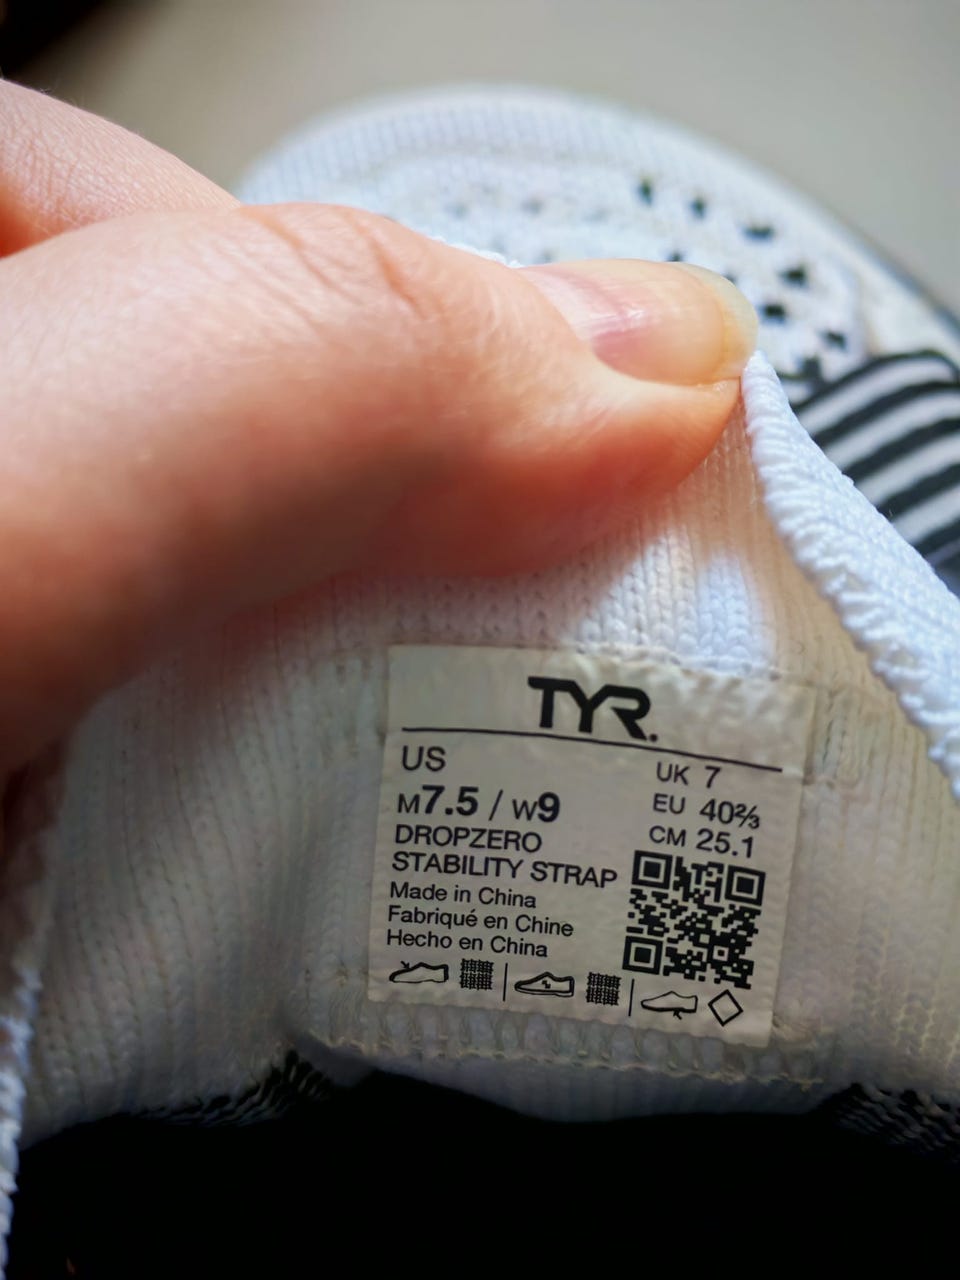 TYR.
US
M7.5 / W9
DROPZERO
STABILITY STRAP
Made in China
Fabriqué en Chine
Hecho en China
UK 7
EU 40⅔
CM 25.1
TYR